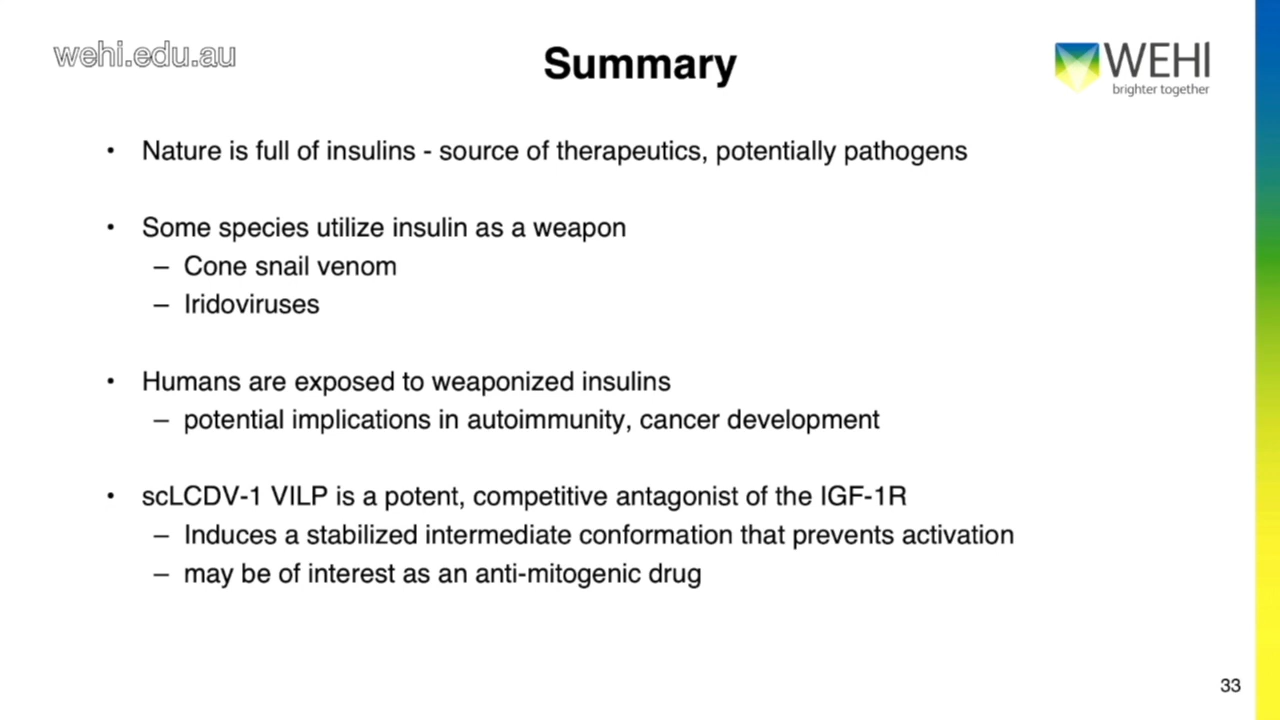 wehi.edu.au
Summary
WEHI
brighter together
• Nature is full of insulins - source of therapeutics, potentially pathogens
• Some species utilize insulin as a weapon
– Cone snail venom
– Iridoviruses
• Humans are exposed to weaponized insulins
– potential implications in autoimmunity, cancer development
• scLCDV-1 VILP is a potent, competitive antagonist of the IGF-1R
– Induces a stabilized intermediate conformation that prevents activation
– may be of interest as an anti-mitogenic drug
33